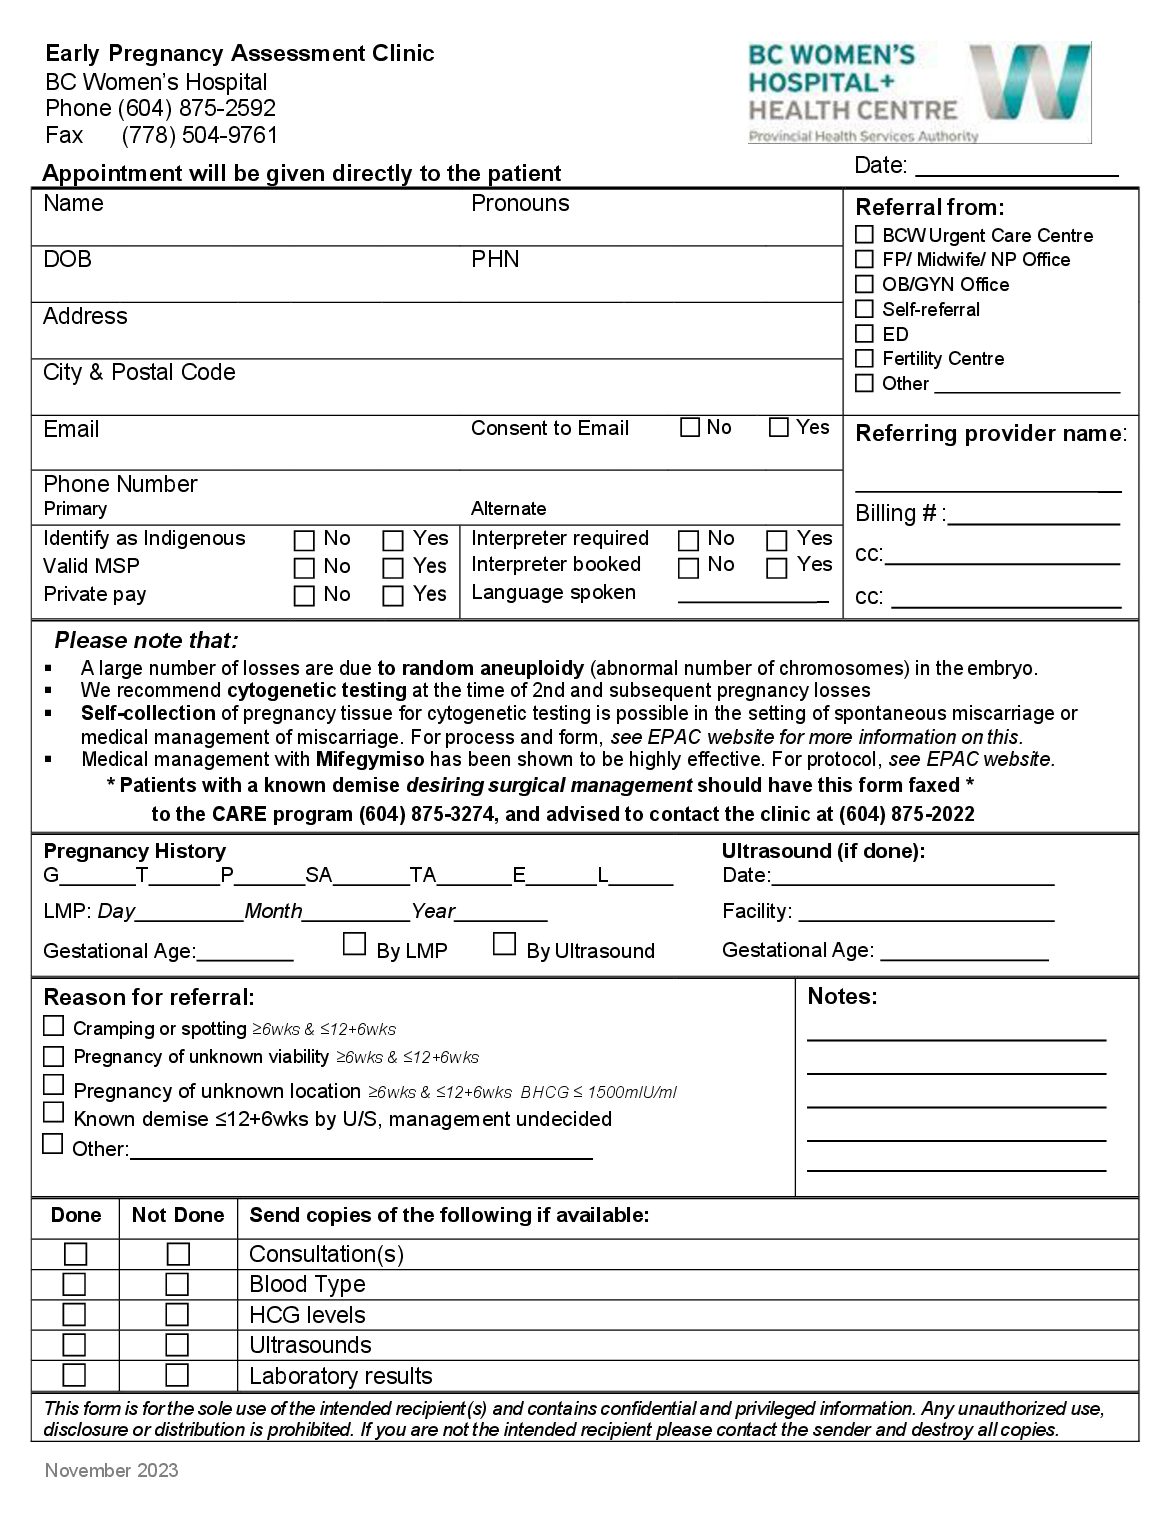 Early Pregnancy Assessment Clinic
BC Women's Hospital
Phone (604) 875-2592
Fax (778) 504-9761
BC WOMEN'S
HOSPITAL+
HEALTH CENTRE
Provincial Health Services Authority
Appointment will be given directly to the patient
Date: ____________
Name Pronouns
DOB PHN
Address
City & Postal Code
Referral from:
☐ BCW Urgent Care Centre
☐ FP/ Midwife/ NP Office
☐ OB/GYN Office
☐ Self-referral
☐ ED
☐ Fertility Centre
☐ Other ____________
Email Consent to Email ☐ No ☐ Yes
Phone Number
Primary Alternate
Identify as Indigenous ☐ No ☐ Yes
Valid MSP ☐ No ☐ Yes
Private pay ☐ No ☐ Yes
Interpreter required ☐ No ☐ Yes
Interpreter booked ☐ No ☐ Yes
Language spoken ____________
Referring provider name:
____________
Billing # :____________
cc:____________
cc: ____________
Please note that:
▪ A large number of losses are due to random aneuploidy (abnormal number of chromosomes) in the embryo.
▪ We recommend cytogenetic testing at the time of 2nd and subsequent pregnancy losses
▪ Self-collection of pregnancy tissue for cytogenetic testing is possible in the setting of spontaneous miscarriage or
medical management of miscarriage. For process and form, see EPAC website for more information on this.
▪ Medical management with Mifegymiso has been shown to be highly effective. For protocol, see EPAC website.
* Patients with a known demise desiring surgical management should have this form faxed *
to the CARE program (604) 875-3274, and advised to contact the clinic at (604) 875-2022
Pregnancy History
G______T______P______SA______TA______E______L______
LMP: Day________Month________Year________
Gestational Age:________ ☐ By LMP ☐ By Ultrasound
Ultrasound (if done):
Date:____________
Facility: ____________
Gestational Age: ____________
Reason for referral:
☐ Cramping or spotting ≥6wks & ≤12+6wks
☐ Pregnancy of unknown viability ≥6wks & ≤12+6wks
☐ Pregnancy of unknown location ≥6wks & ≤12+6wks BHCG ≤ 1500mlU/ml
☐ Known demise ≤12+6wks by U/S, management undecided
☐ Other:____________
Notes:
Done Not Done Send copies of the following if available:
☐ ☐ Consultation(s)
☐ ☐ Blood Type
☐ ☐ HCG levels
☐ ☐ Ultrasounds
☐ ☐ Laboratory results
This form is for the sole use of the intended recipient(s) and contains confidential and privileged information. Any unauthorized use,
disclosure or distribution is prohibited. If you are not the intended recipient please contact the sender and destroy all copies.
November 2023